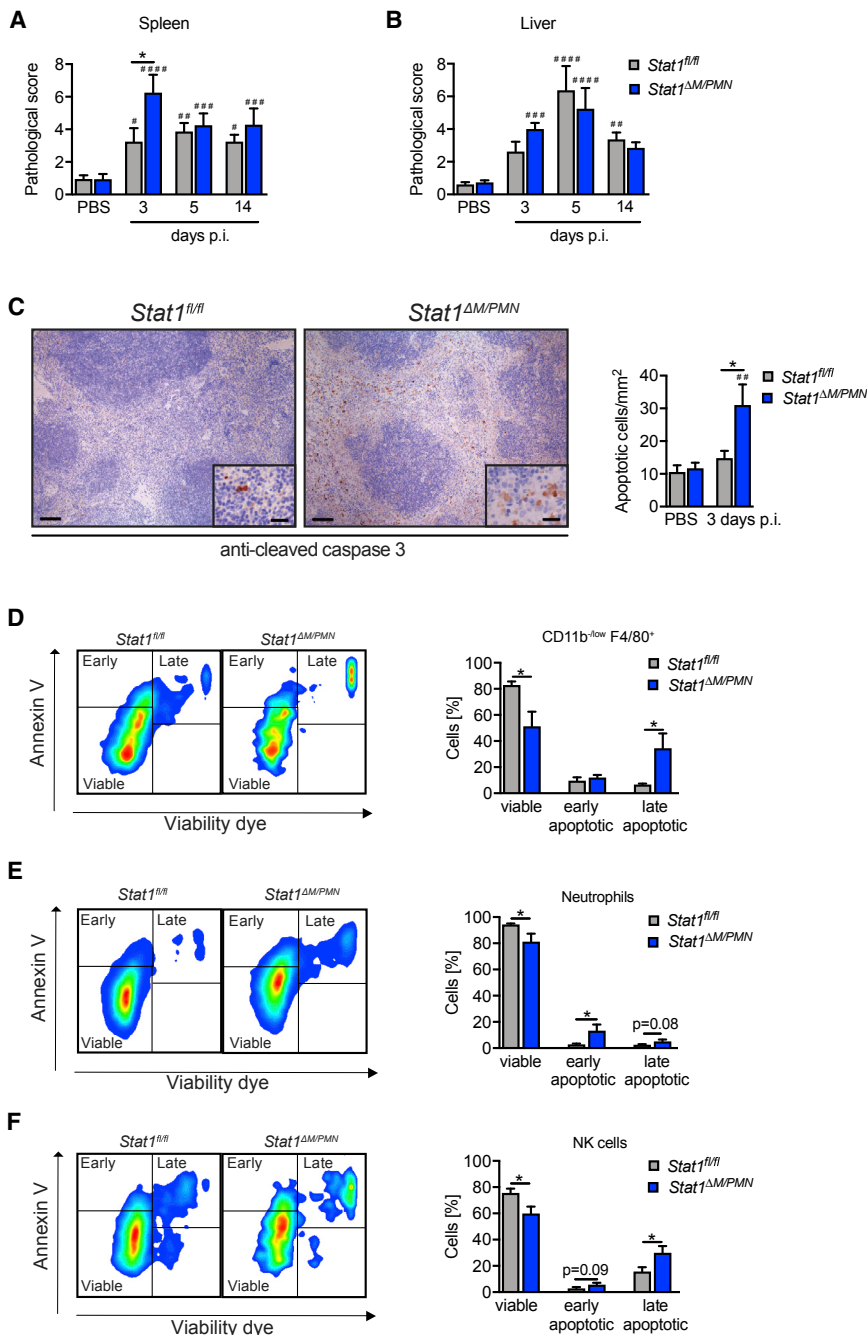 A
Spleen
Pathological score
8
6
4
2
0
*
#
####
##
###
#
###
PBS
3
5
14
days p.i.
B
Liver
Pathological score
8
6
4
2
0
###
####
####
##
PBS
3
5
14
days p.i.
Stat1fl/fl
Stat1ΔM/PMN
C
Stat1fl/fl
Stat1ΔM/PMN
anti-cleaved caspase 3
Apoptotic cells/mm²
40
30
20
10
0
*
##
PBS
3 days p.i.
Stat1fl/fl
Stat1ΔM/PMN
D
Stat1fl/fl
Stat1ΔM/PMN
Early
Late
Early
Late
Viable
Viable
Annexin V
Viability dye
CD11b-/low F4/80+
Cells [%]
100
80
60
40
20
0
*
*
viable
early apoptotic
late apoptotic
Stat1fl/fl
Stat1ΔM/PMN
E
Stat1fl/fl
Stat1ΔM/PMN
Early
Late
Early
Late
Viable
Viable
Annexin V
Viability dye
Neutrophils
Cells [%]
100
80
60
40
20
0
*
*
p=0.08
viable
early apoptotic
late apoptotic
Stat1fl/fl
Stat1ΔM/PMN
F
Stat1fl/fl
Stat1ΔM/PMN
Early
Late
Early
Late
Viable
Viable
Annexin V
Viability dye
NK cells
Cells [%]
100
80
60
40
20
0
*
p=0.09
*
viable
early apoptotic
late apoptotic
Stat1fl/fl
Stat1ΔM/PMN